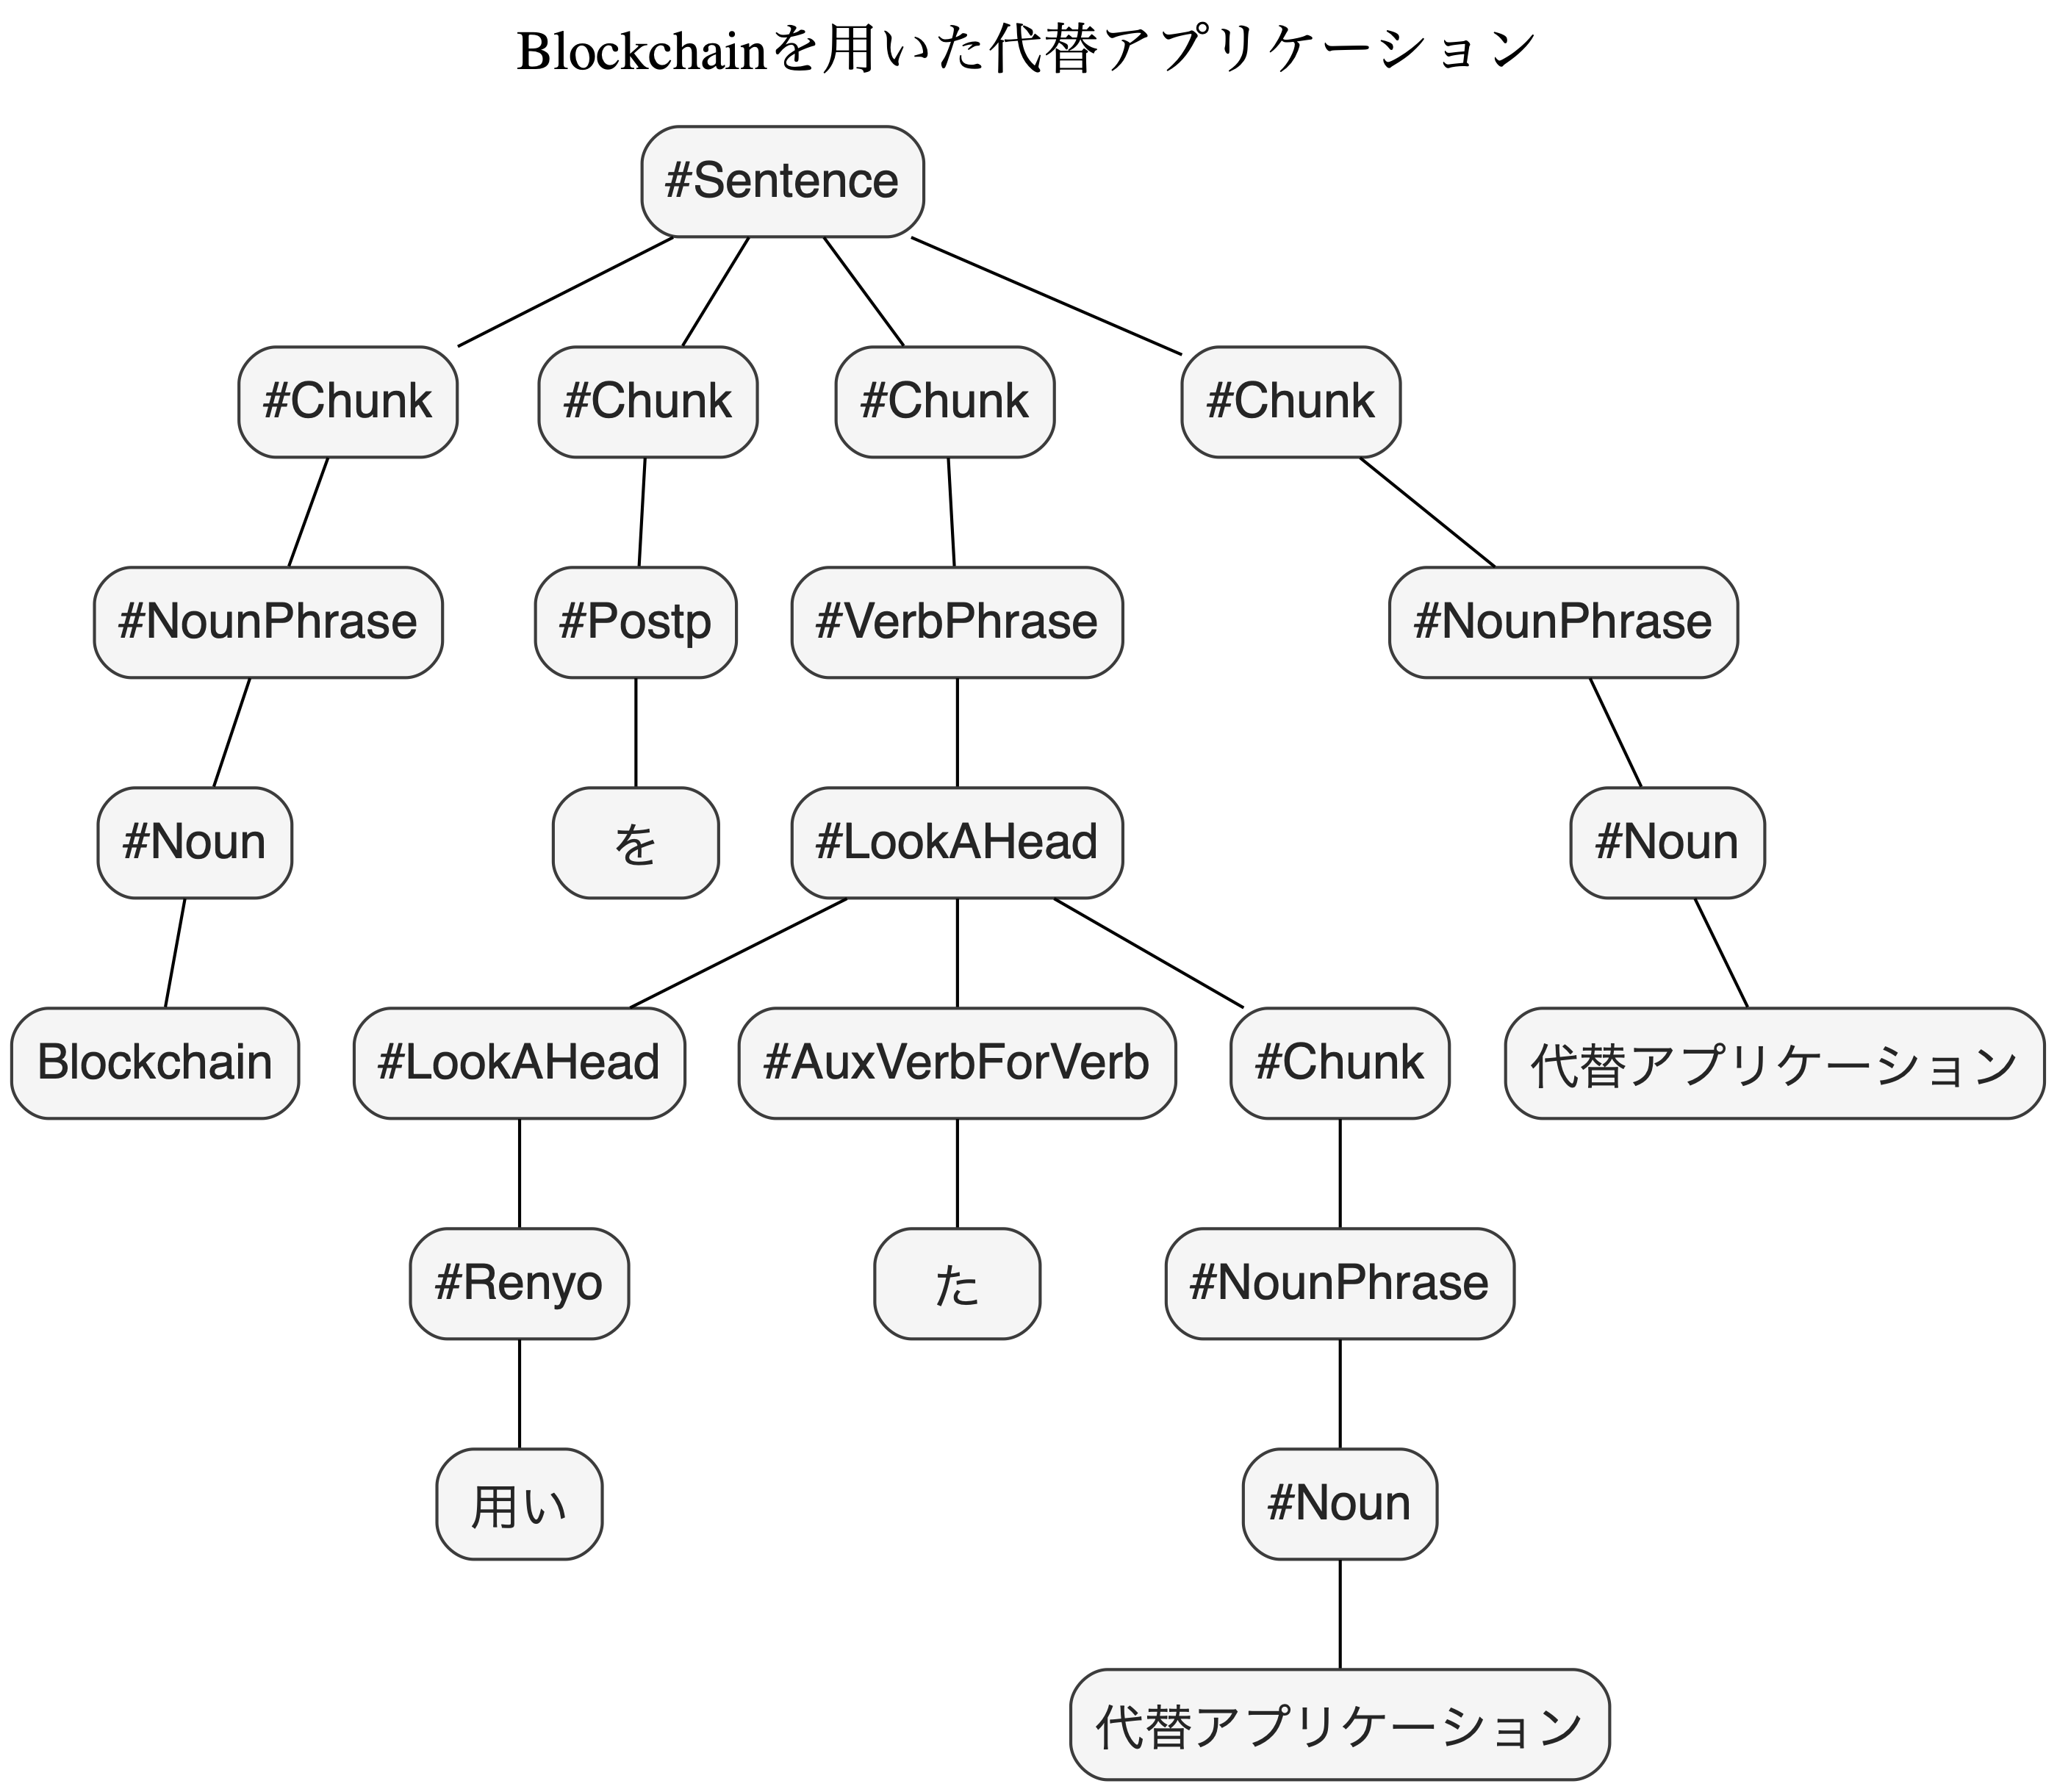 Blockchainを用いた代替アプリケーション
#Sentence
#Chunk #Chunk #Chunk #Chunk
#NounPhrase #Postp #VerbPhrase #NounPhrase
#Noun を #LookAHead #Noun
Blockchain #LookAHead #AuxVerbForVerb #Chunk 代替アプリケーション
#Renyo た #NounPhrase
用い #Noun
代替アプリケーション